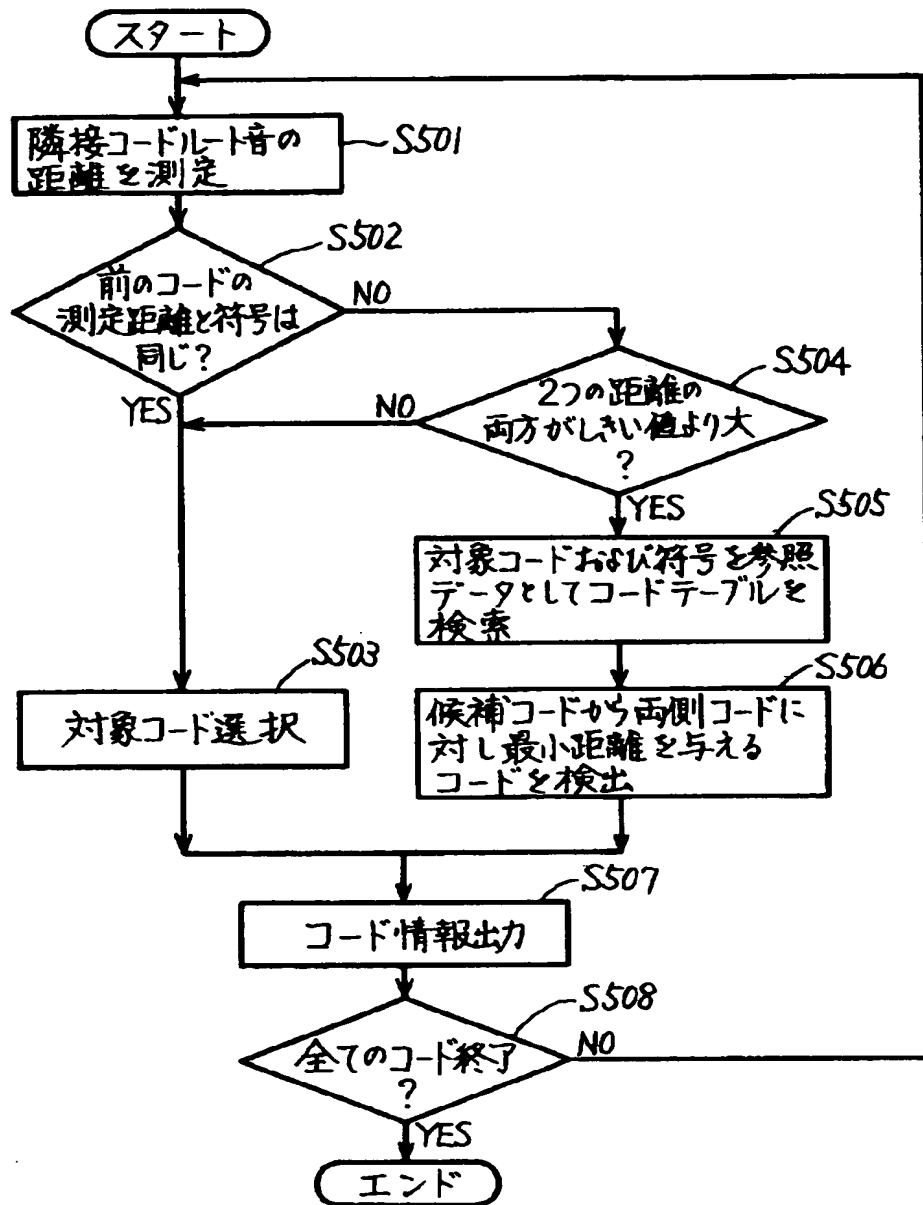 スタート
隣接コードルート音の
距離を測定
S501
S502
前のコードの
測定距離と符号は
同じ?
NO
YES
S504
2つの距離の
両方がしきい値より大
?
NO
YES
S505
対象コードおよび符号を参照
データとしてコードテーブルを
検索
S503
対象コード選択
S506
候補コードから両側コードに
対し最小距離を与える
コードを検出
S507
コード情報出力
S508
全てのコード終了
?
NO
YES
エンド